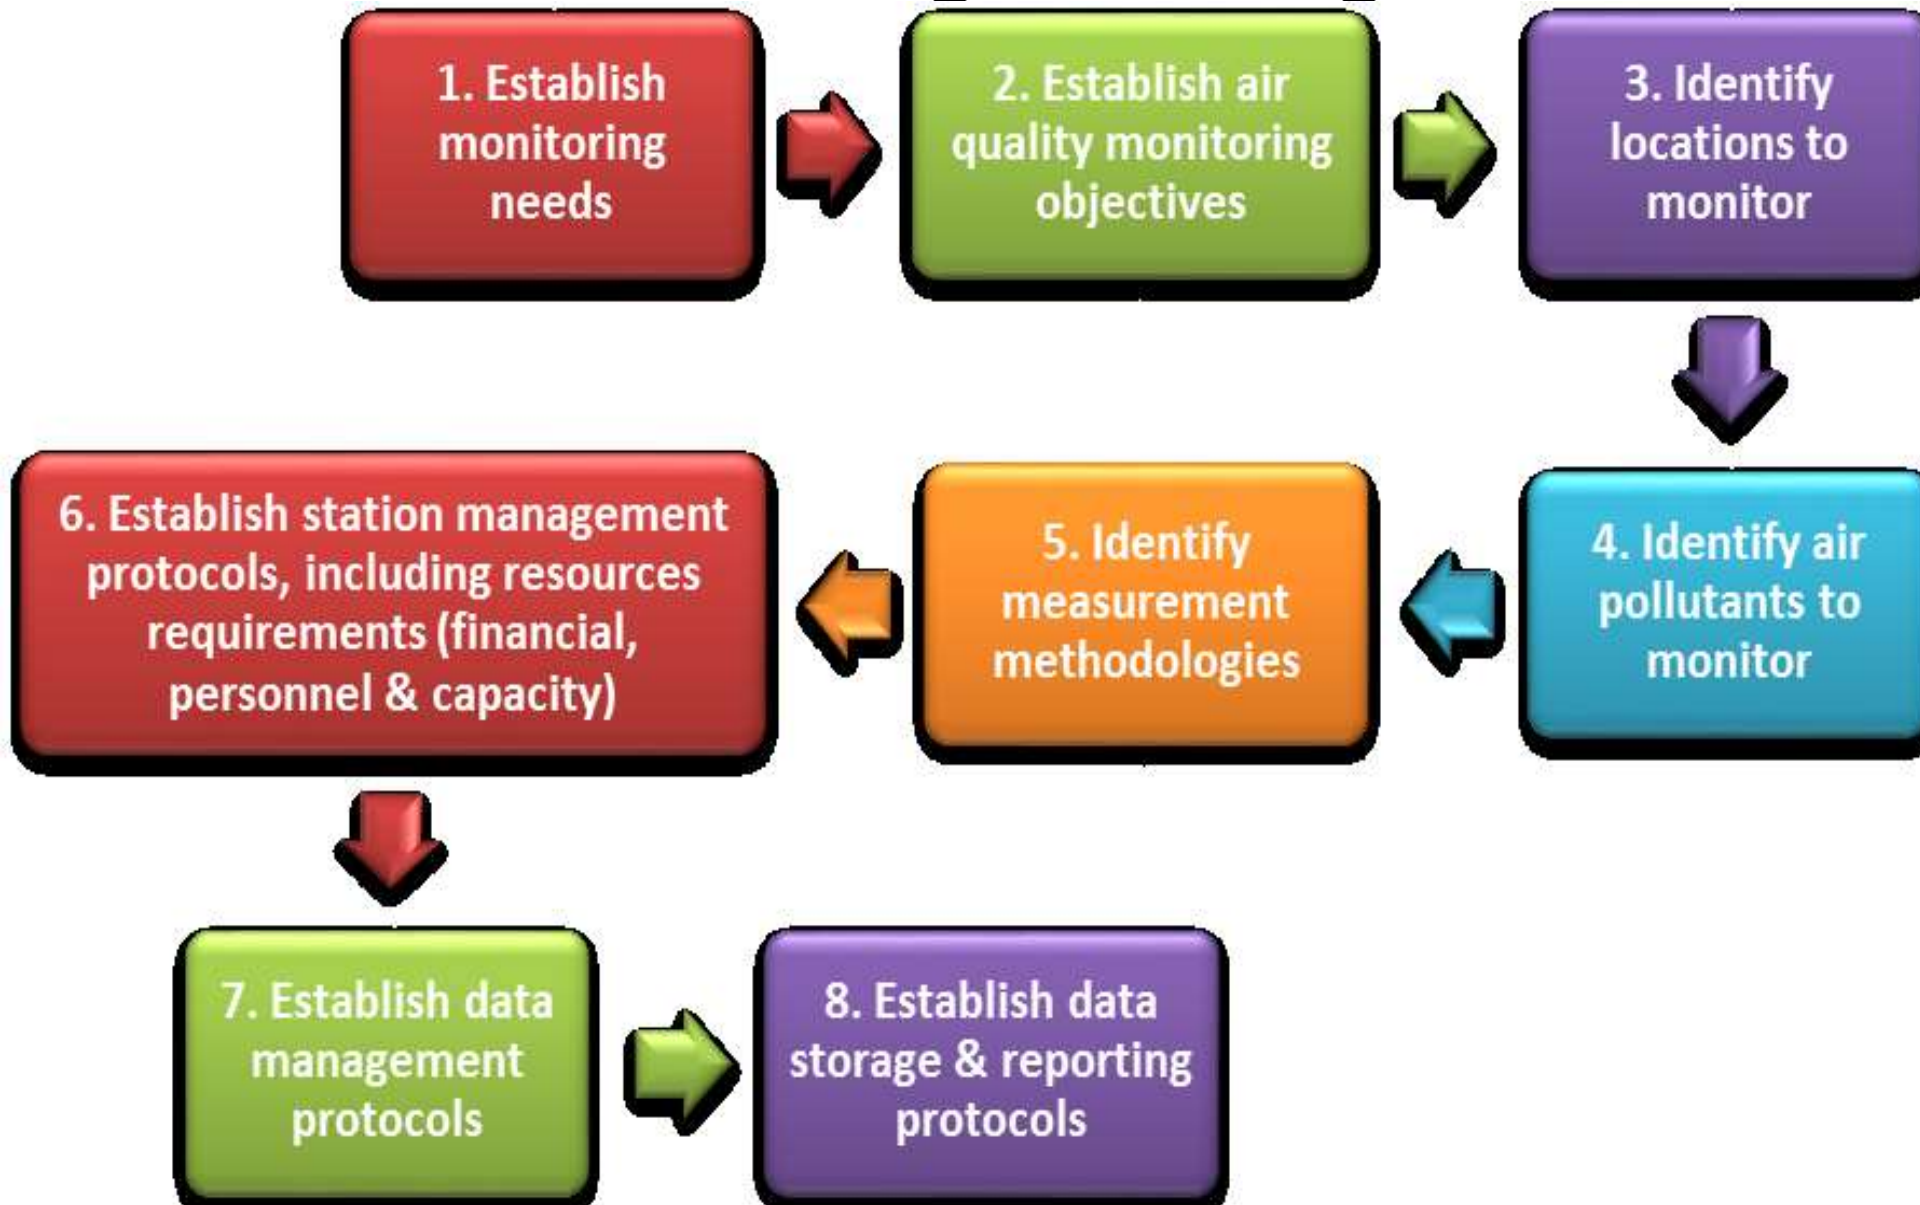 1. Establish
monitoring
needs
2. Establish air
quality monitoring
objectives
3. Identify
locations to
monitor
4. Identify air
pollutants to
monitor
5. Identify
measurement
methodologies
6. Establish station management
protocols, including resources
requirements (financial,
personnel & capacity)
7. Establish data
management
protocols
8. Establish data
storage & reporting
protocols